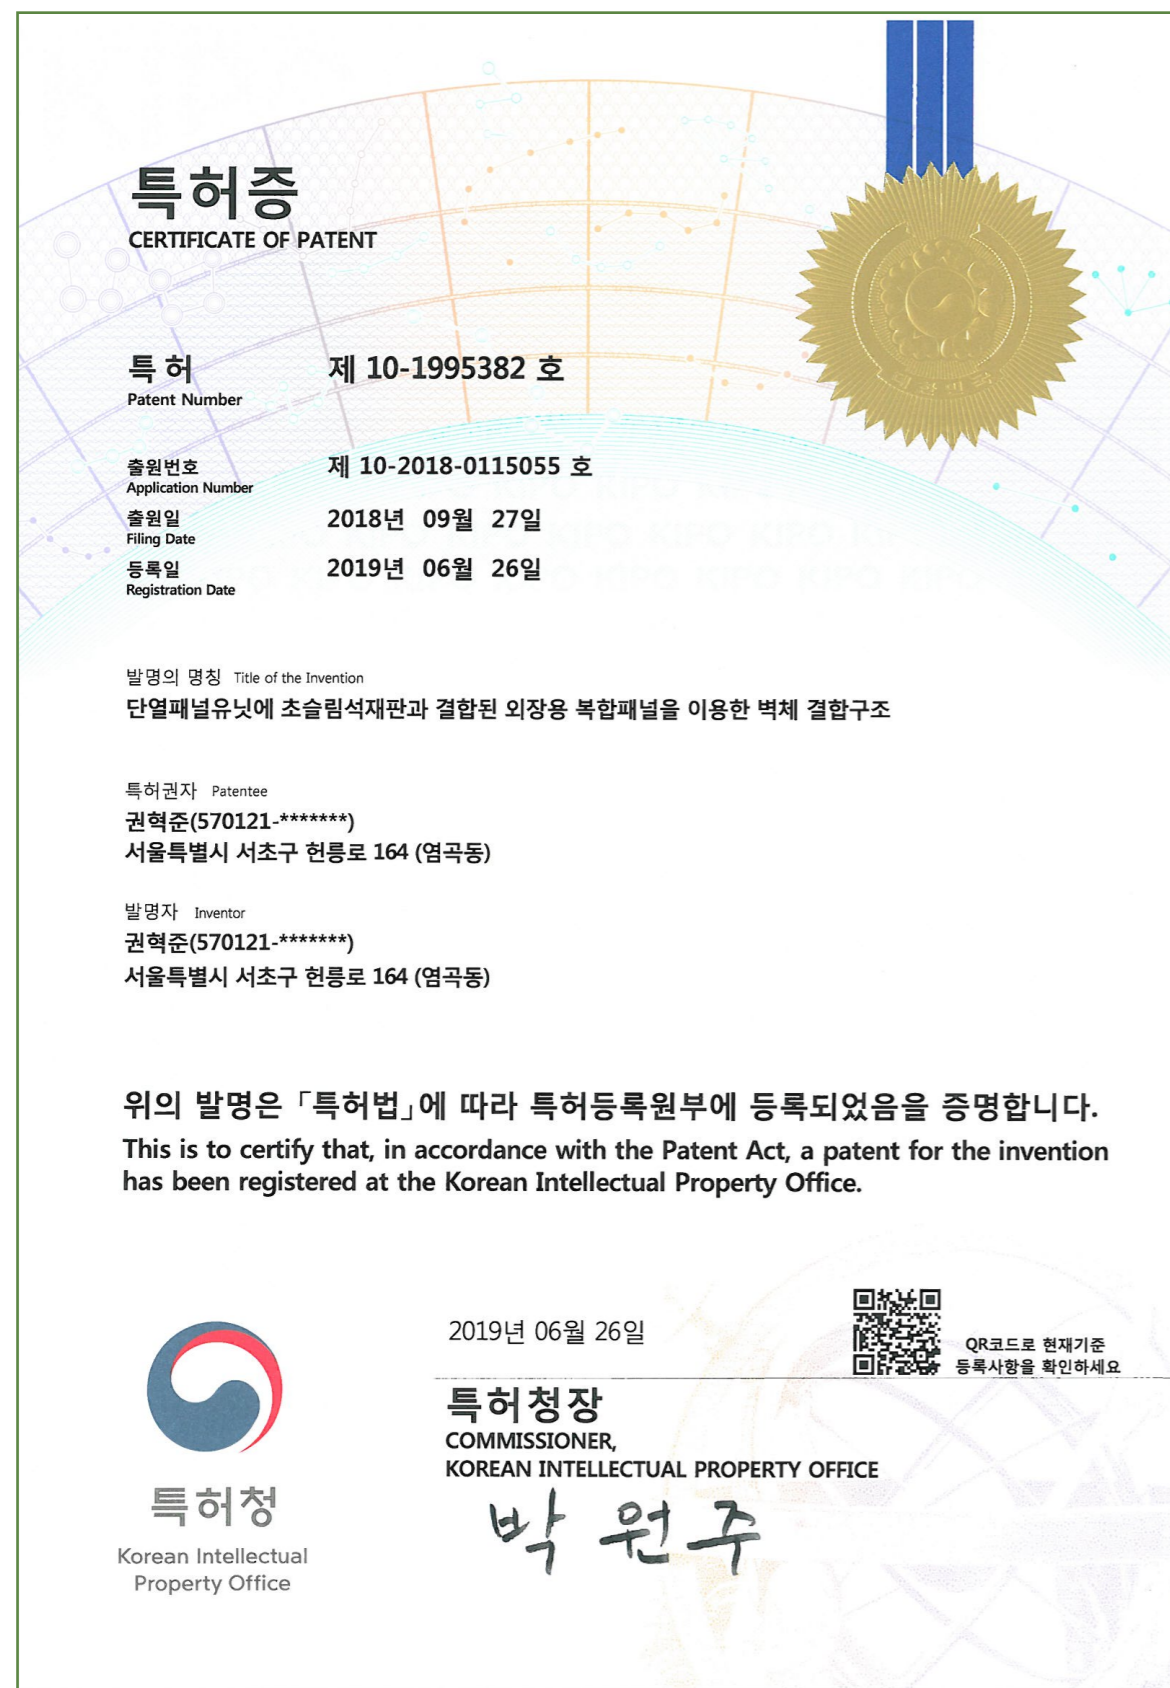 특허증
CERTIFICATE OF PATENT
특 허 제 10-1995382 호
Patent Number
출원번호 제 10-2018-0115055 호
Application Number
출원일 2018년 09월 27일
Filing Date
등록일 2019년 06월 26일
Registration Date
발명의 명칭 Title of the Invention
단열패널유닛에 초슬림석재판과 결합된 외장용 복합패널을 이용한 벽체 결합구조
특허권자 Patentee
권혁준(570121-*******)
서울특별시 서초구 헌릉로 164 (염곡동)
발명자 Inventor
권혁준(570121-*******)
서울특별시 서초구 헌릉로 164 (염곡동)
위의 발명은 「특허법」에 따라 특허등록원부에 등록되었음을 증명합니다.
This is to certify that, in accordance with the Patent Act, a patent for the invention
has been registered at the Korean Intellectual Property Office.
2019년 06월 26일
QR코드로 현재기준
등록사항을 확인하세요
특허청장
COMMISSIONER,
KOREAN INTELLECTUAL PROPERTY OFFICE
박 원 주
특허청
Korean Intellectual
Property Office